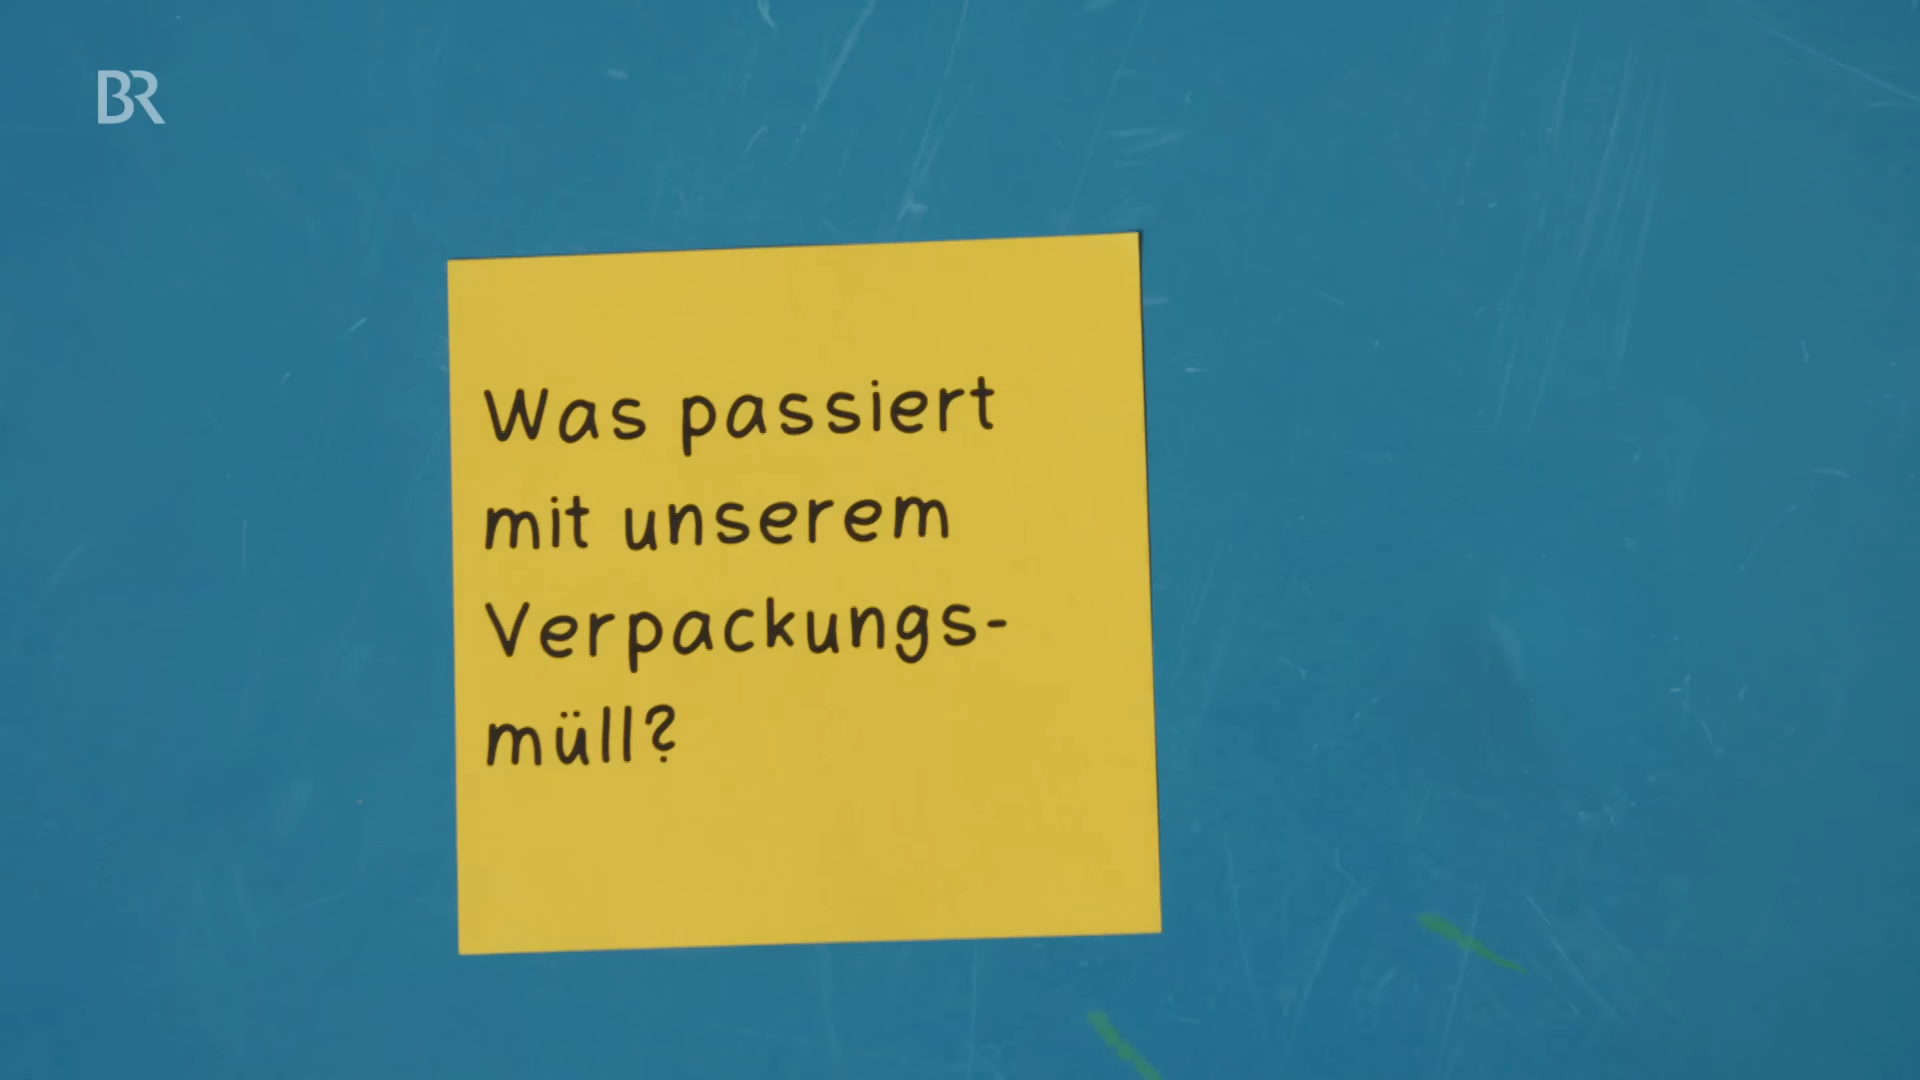 BR
Was passiert
mit unserem
Verpackungs-
müll?